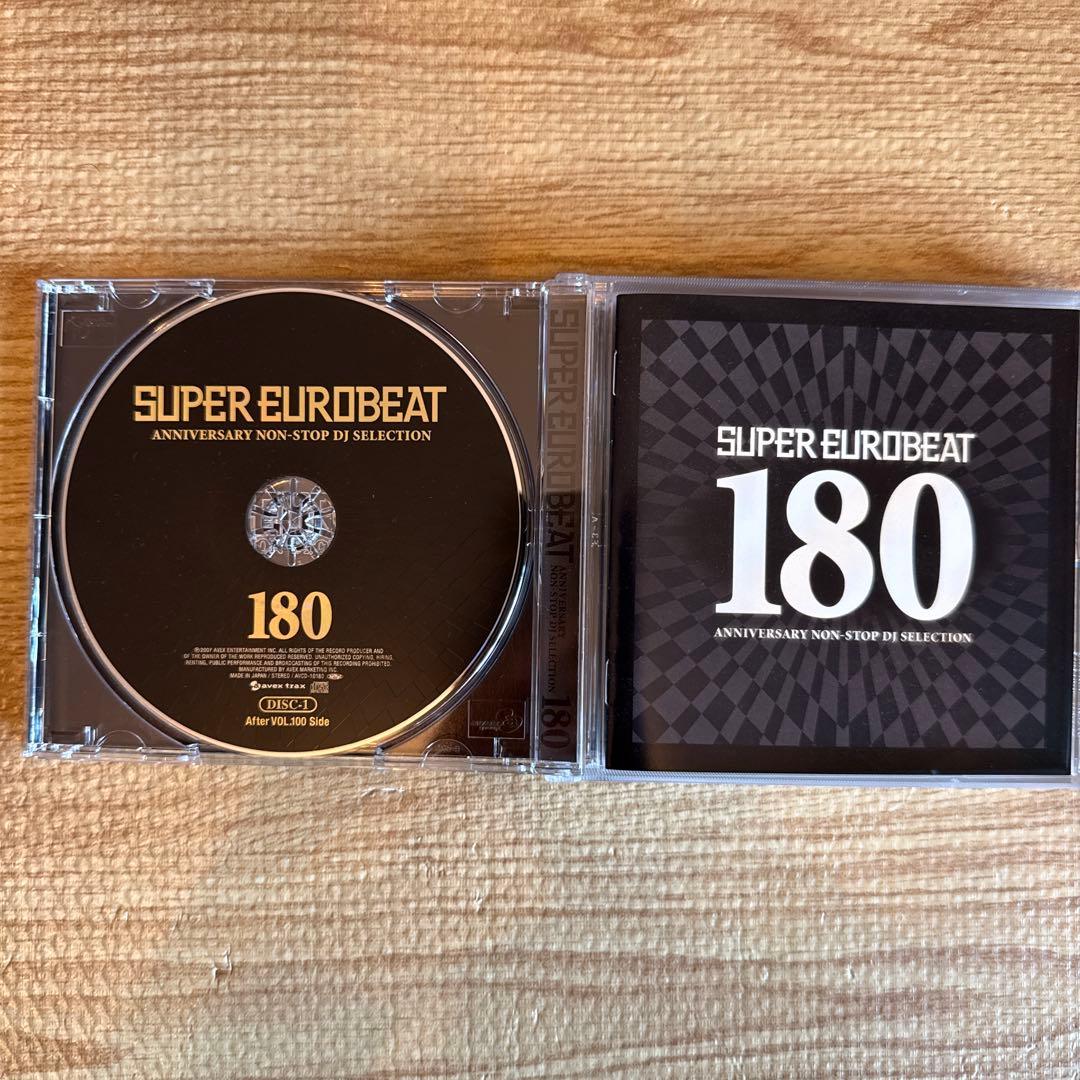 SUPER EUROBEAT
ANNIVERSARY NON-STOP DJ SELECTION
180
℗©2007 AVEX ENTERTAINMENT INC. ALL RIGHTS OF THE RECORD PRODUCER AND
OF THE OWNER OF THE WORK REPRODUCED RESERVED. UNAUTHORIZED COPYING, HIRING,
RENTING, PUBLIC PERFORMANCE AND BROADCASTING OF THIS RECORDING PROHIBITED.
MANUFACTURED BY AVEX MARKETING INC.
MADE IN JAPAN / STEREO / AVCD-10180
avex trax
DISC-1
After VOL.100 Side
SUPER EUROBEAT
ANNIVERSARY
NON-STOP DJ SELECTION
180
SUPER EUROBEAT
180
ANNIVERSARY NON-STOP DJ SELECTION